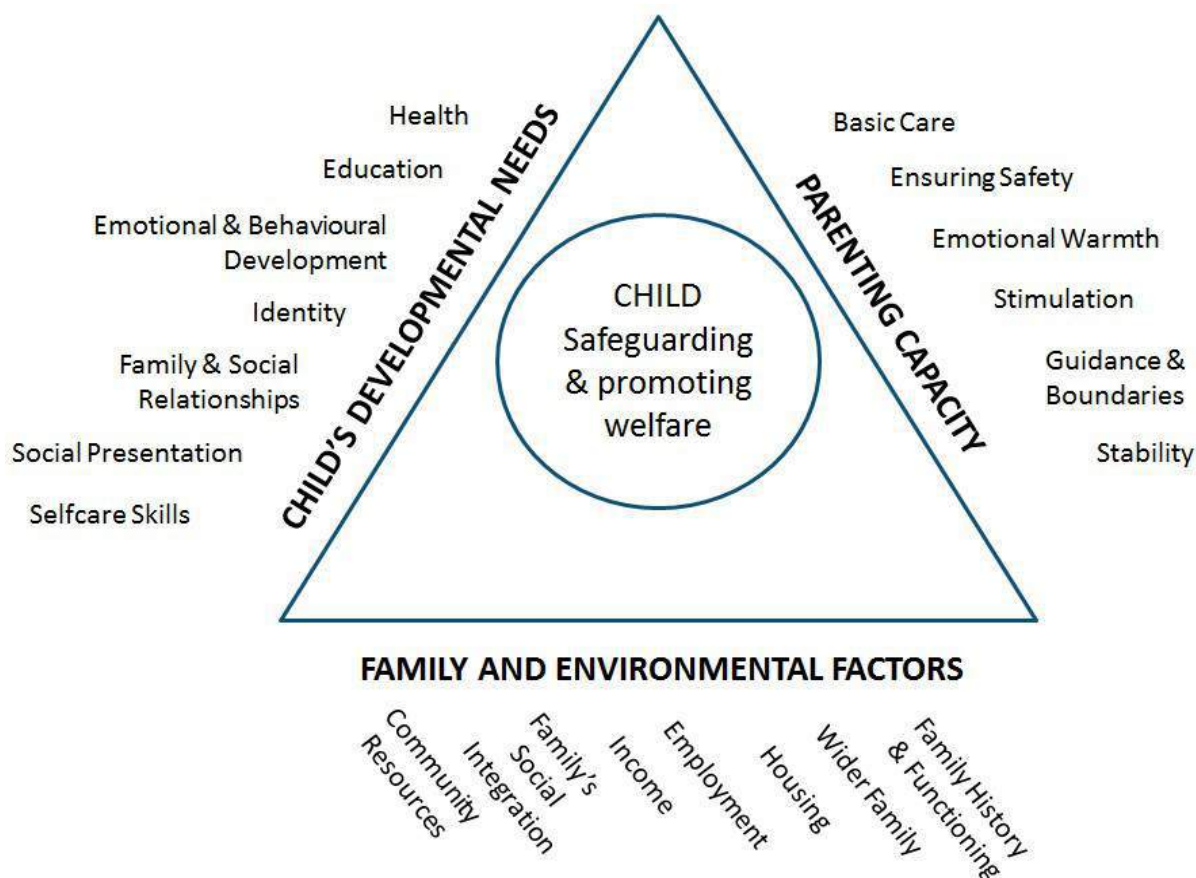 Health
Education
Emotional & Behavioural
Development
Identity
Family & Social
Relationships
Social Presentation
Selfcare Skills
CHILD'S DEVELOPMENTAL NEEDS
CHILD
Safeguarding
& promoting
welfare
PARENTING CAPACITY
Basic Care
Ensuring Safety
Emotional Warmth
Stimulation
Guidance &
Boundaries
Stability
FAMILY AND ENVIRONMENTAL FACTORS
Community
Resources
Family's
Social
Integration
Income
Employment
Housing
Wider Family
Family History
& Functioning